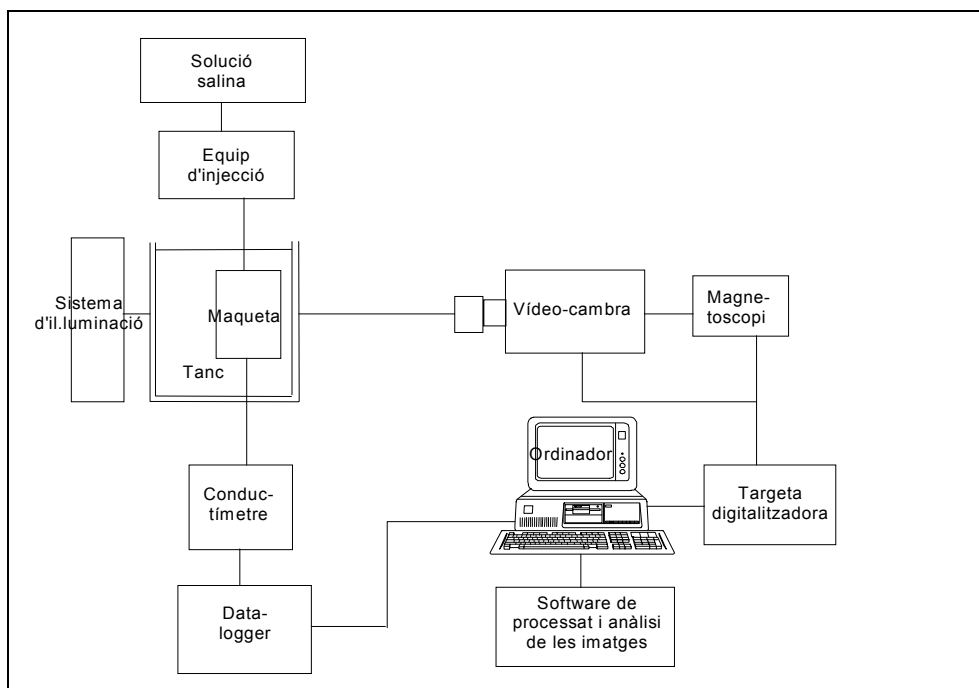 Solució
salina
Equip
d'injecció
Sistema
d'il.luminació
Maqueta
Tanc
Vídeo-cambra
Magne-
toscopi
Ordinador
Conduc-
tímetre
Targeta
digitalitzadora
Data-
logger
Software de
processat i anàlisi
de les imatges